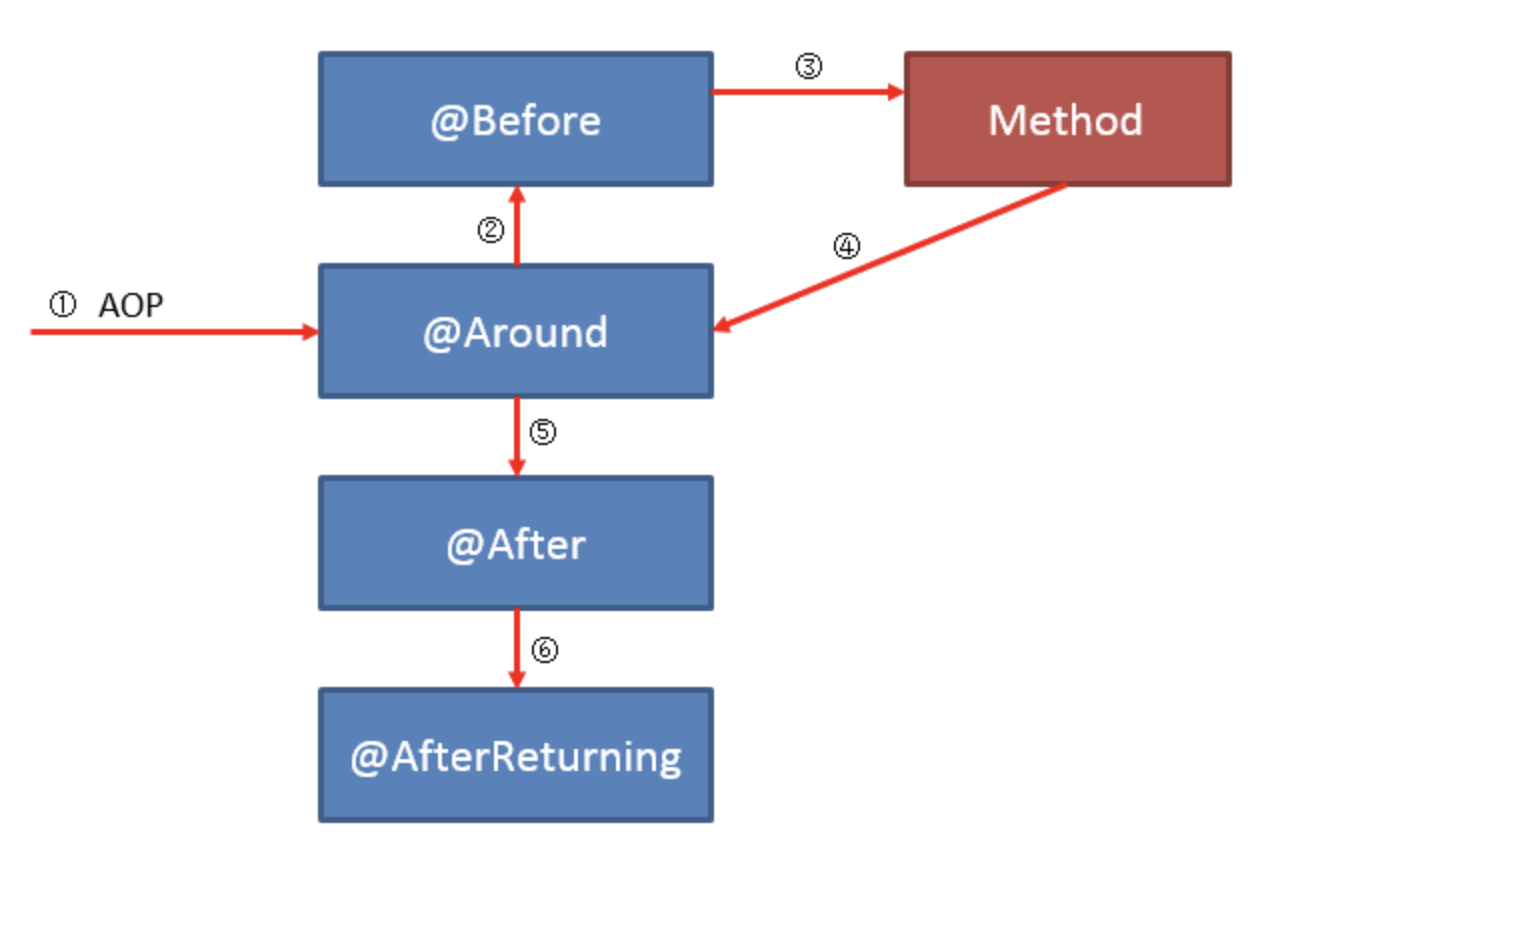 ③
@Before
Method
②
④
① AOP
@Around
⑤
@After
⑥
@AfterReturning